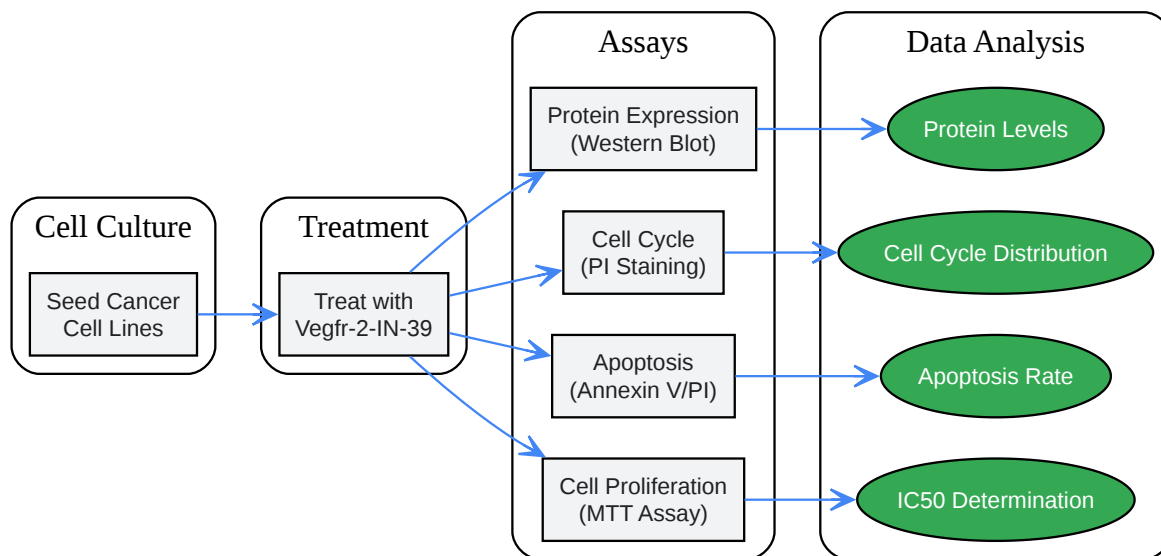 Cell Culture
Seed Cancer
Cell Lines
Treatment
Treat with
Vegfr-2-IN-39
Assays
Protein Expression
(Western Blot)
Cell Cycle
(PI Staining)
Apoptosis
(Annexin V/PI)
Cell Proliferation
(MTT Assay)
Data Analysis
Protein Levels
Cell Cycle Distribution
Apoptosis Rate
IC50 Determination